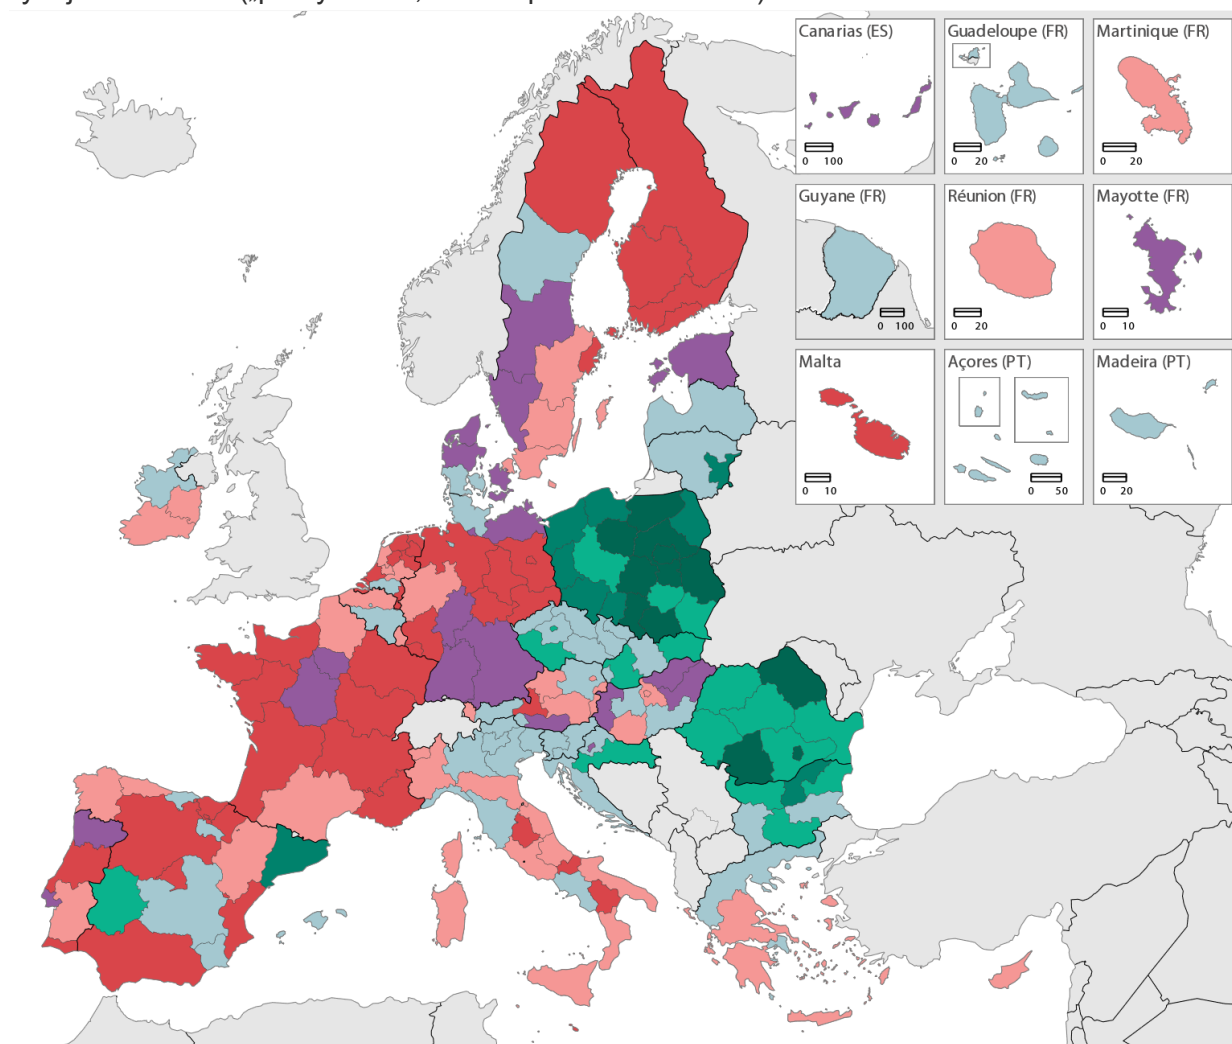 Canarias (ES)
0 100
Guadeloupe (FR)
0 20
Martinique (FR)
0 20
Guyane (FR)
0 100
Réunion (FR)
0 20
Mayotte (FR)
0 10
Malta
0 10
Açores (PT)
0 50
Madeira (PT)
0 20